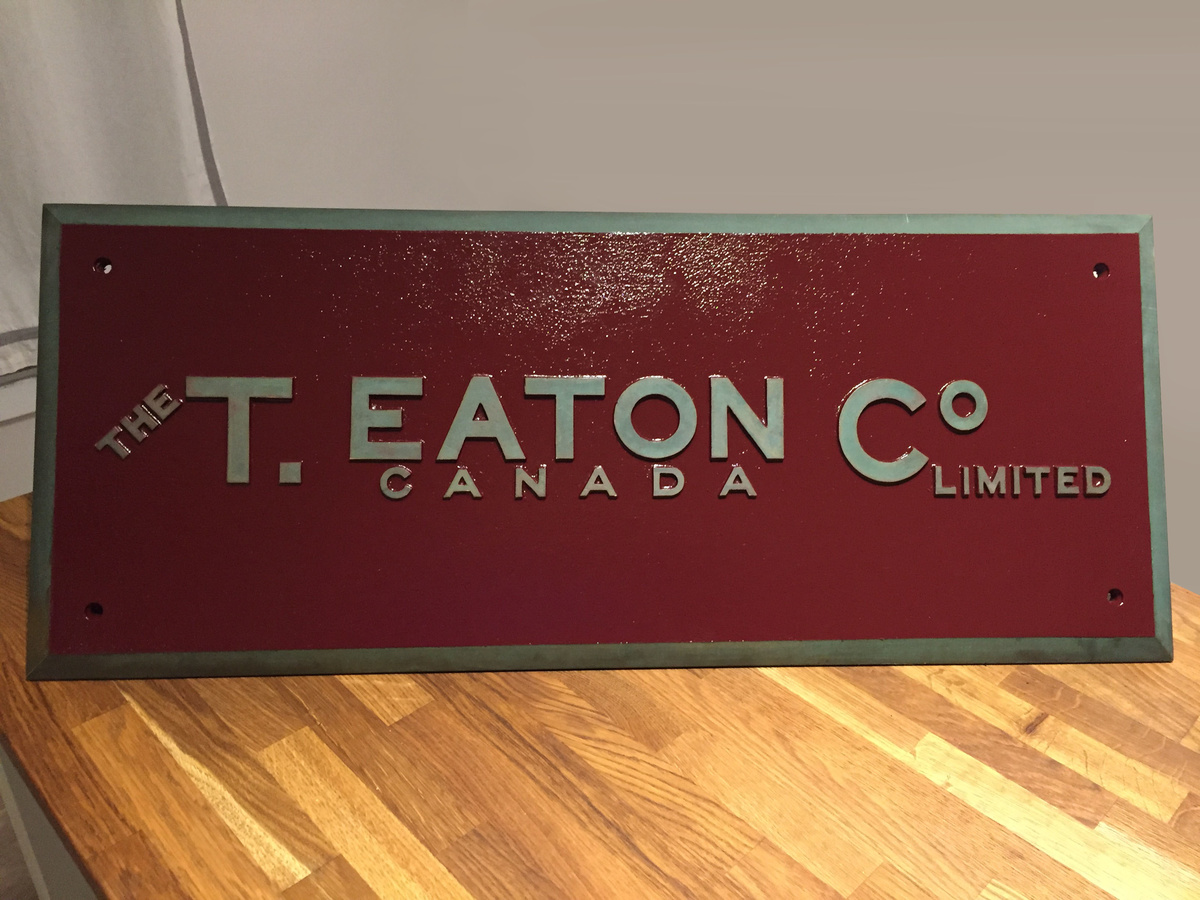 THE T. EATON Co LIMITED
CANADA